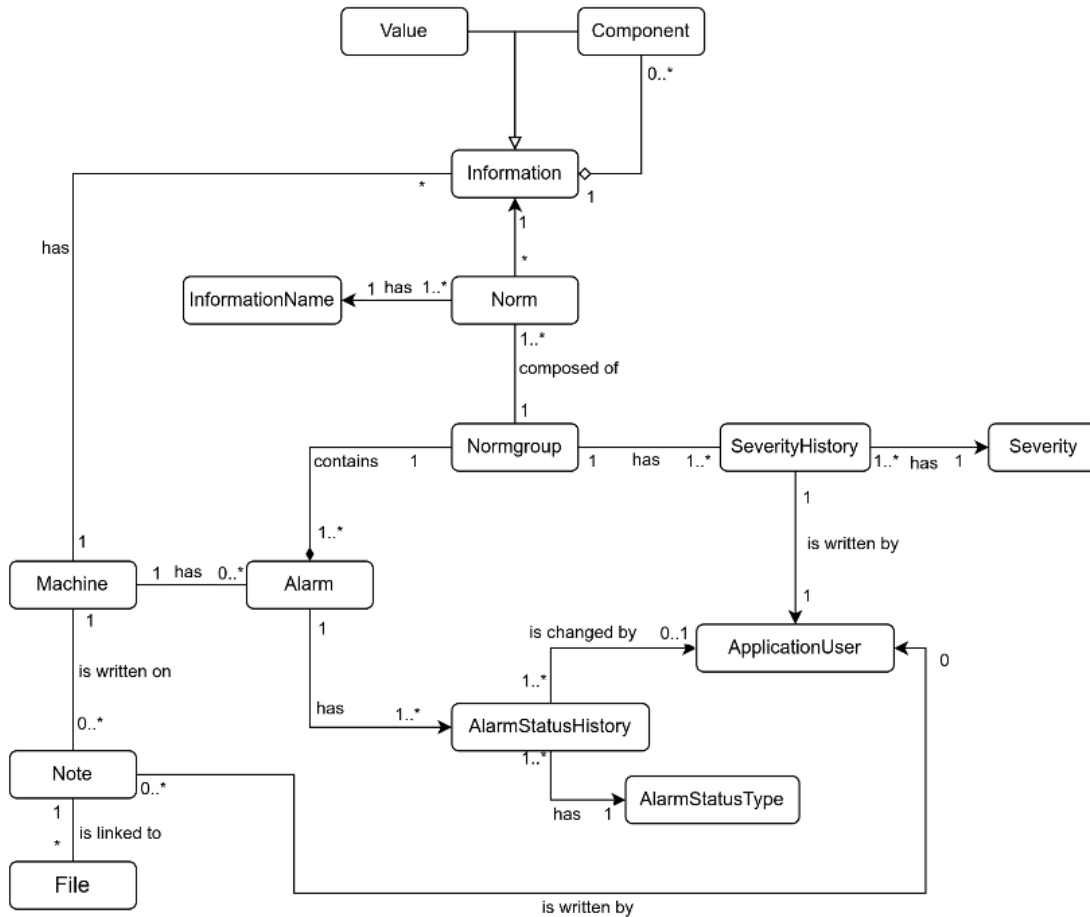 Value
Component
0..*
Information
*
1
has
1
*
InformationName
1 has 1..*
Norm
1..*
composed of
1
Normgroup
SeverityHistory
Severity
contains
1
1
has
1..*
1..*
has
1
1..*
1
is written by
1
Machine
1 has 0..*
Alarm
1
1
1
is changed by
0..1
ApplicationUser
0
is written on
1..*
has
1..*
AlarmStatusHistory
0..*
1..*
Note
0..*
AlarmStatusType
has
1
1
is linked to
*
File
is written by